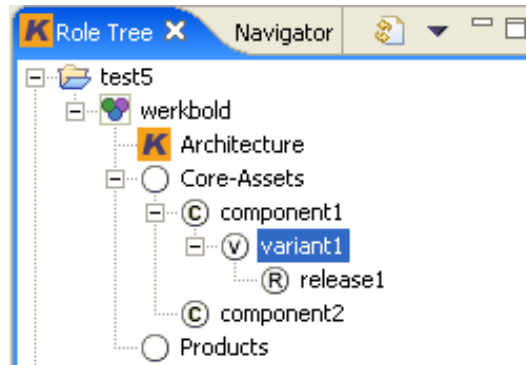 K Role Tree Navigator
test5
werkbold
K Architecture
Core-Assets
C component1
V variant1
R release1
C component2
Products